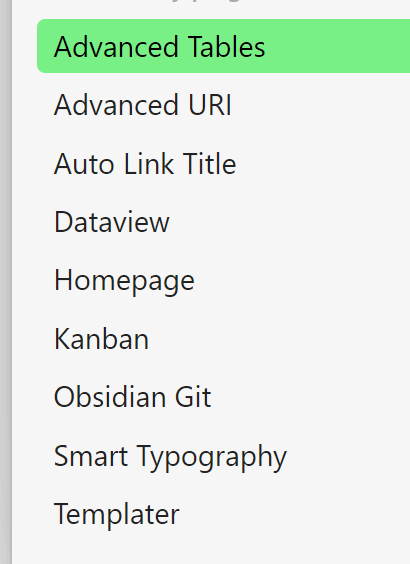 Advanced Tables
Advanced URI
Auto Link Title
Dataview
Homepage
Kanban
Obsidian Git
Smart Typography
Templater